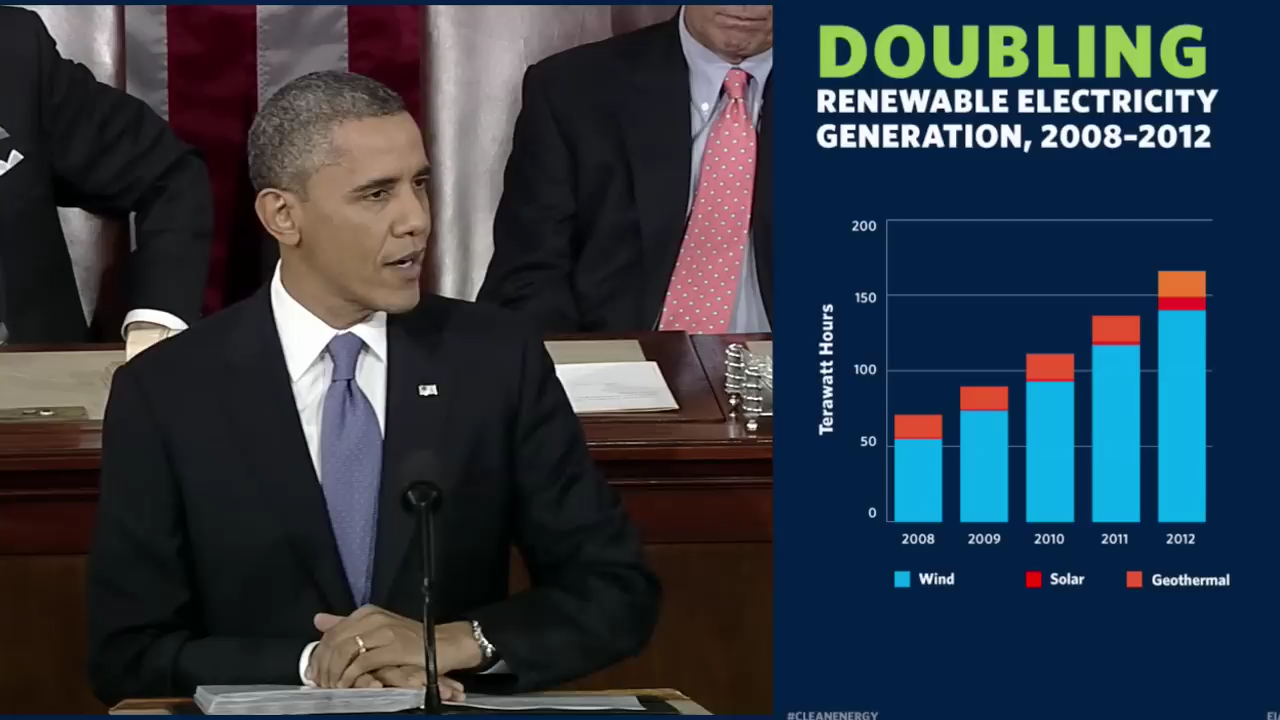 DOUBLING
RENEWABLE ELECTRICITY
GENERATION, 2008–2012
Terawatt Hours
200
150
100
50
0
2008 2009 2010 2011 2012
Wind Solar Geothermal
#CLEANENERGY